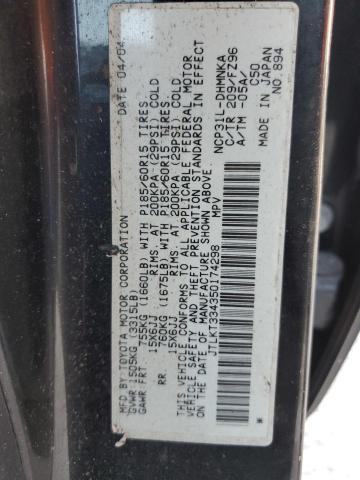 MFD. BY TOYOTA MOTOR CORPORATION DATE 04/04
GVWR 1505KG (3315LB)
GAWR FRT 755KG (1660LB) WITH P185/60R15 TIRES,
15X6JJ RIMS, AT 200KPA (29PSI) COLD
RR 760KG (1675LB) WITH P185/60R15 TIRES,
15X6JJ RIMS, AT 200KPA (29PSI) COLD
THIS VEHICLE CONFORMS TO ALL APPLICABLE FEDERAL MOTOR
VEHICLE SAFETY AND THEFT PREVENTION STANDARDS IN EFFECT
ON THE DATE OF MANUFACTURE SHOWN ABOVE.
JTLKT334350174298 MPV
NCP31L-DHMNKA
C/TR 209/FZ96
A/TM -05A/ C50
MADE IN JAPAN
NO.894
*